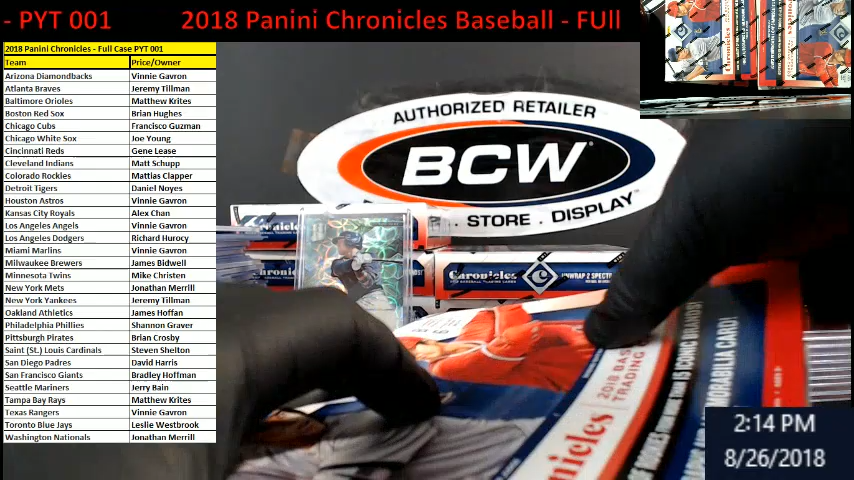 - PYT 001 2018 Panini Chronicles Baseball - FUll
2018 Panini Chronicles - Full Case PYT 001
Team Price/Owner
Arizona Diamondbacks Vinnie Gavron
Atlanta Braves Jeremy Tillman
Baltimore Orioles Matthew Krites
Boston Red Sox Brian Hughes
Chicago Cubs Francisco Guzman
Chicago White Sox Joe Young
Cincinnati Reds Gene Lease
Cleveland Indians Matt Schupp
Colorado Rockies Mattias Clapper
Detroit Tigers Daniel Noyes
Houston Astros Vinnie Gavron
Kansas City Royals Alex Chan
Los Angeles Angels Vinnie Gavron
Los Angeles Dodgers Richard Hurocy
Miami Marlins Vinnie Gavron
Milwaukee Brewers James Bidwell
Minnesota Twins Mike Christen
New York Mets Jonathan Merrill
New York Yankees Jeremy Tillman
Oakland Athletics James Hoffan
Philadelphia Phillies Shannon Graver
Pittsburgh Pirates Brian Crosby
Saint (St.) Louis Cardinals Steven Shelton
San Diego Padres David Harris
San Francisco Giants Bradley Hoffman
Seattle Mariners Jerry Bain
Tampa Bay Rays Matthew Krites
Texas Rangers Vinnie Gavron
Toronto Blue Jays Leslie Westbrook
Washington Nationals Jonathan Merrill
AUTHORIZED RETAILER
BCW
STORE . DISPLAY
Chronicles
UNWRAP 2 SPECTR
2018 BAS
TRADING
nicles
MEMORABILIA CARD!
2:14 PM
8/26/2018